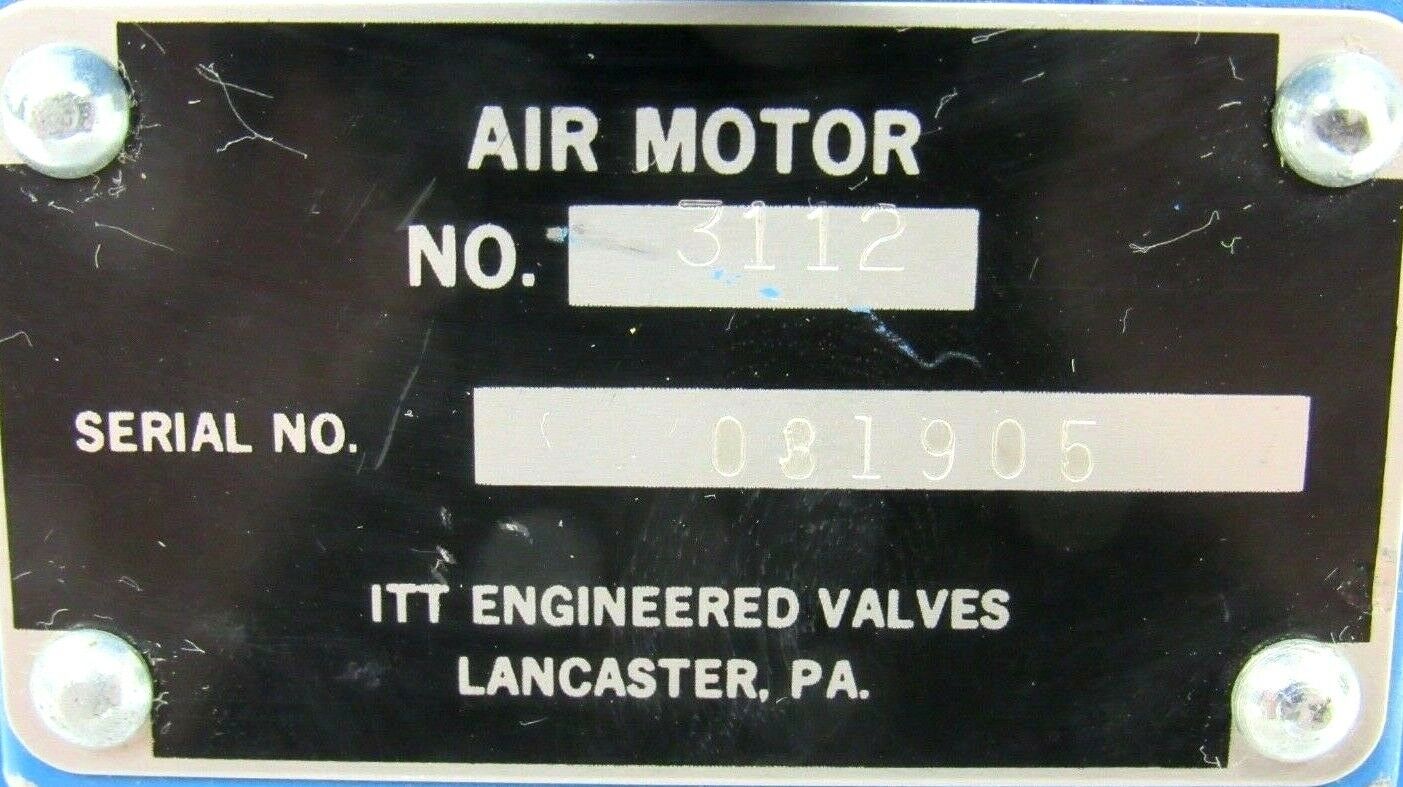 AIR MOTOR
NO. 3112
SERIAL NO. 081905
ITT ENGINEERED VALVES
LANCASTER, PA.